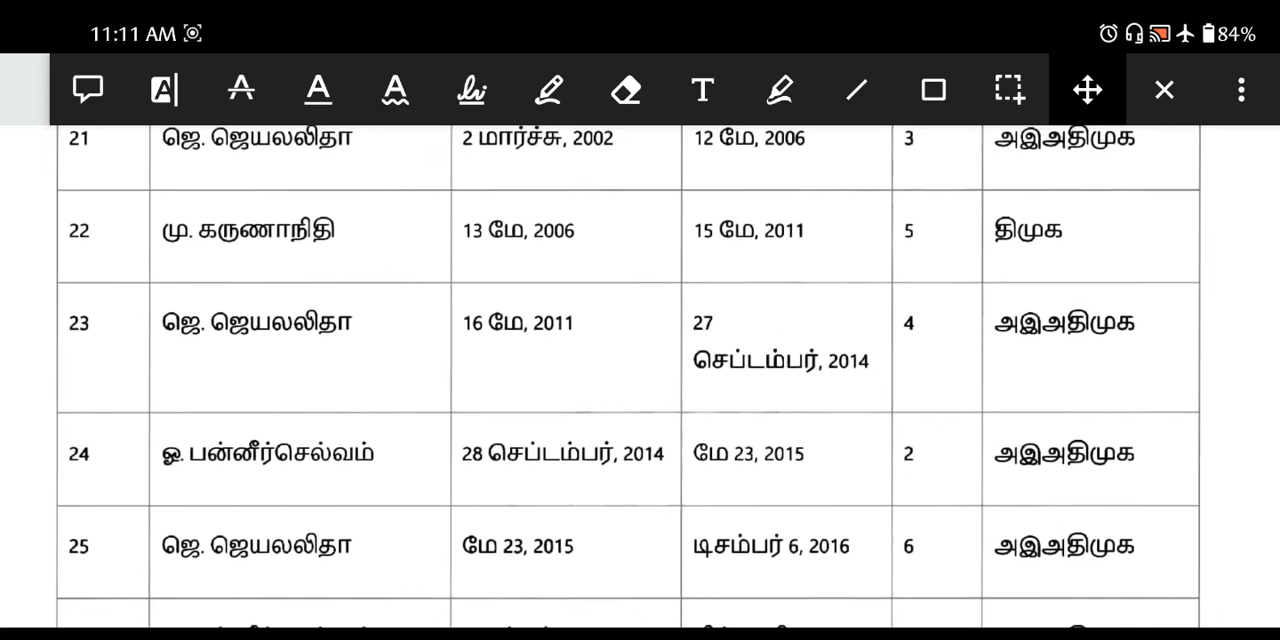 11:11 AM 84%
21 ஜெ. ஜெயலலிதா 2 மார்ச்சு, 2002 12 மே, 2006 3 அஇஅதிமுக
22 மு. கருணாநிதி 13 மே, 2006 15 மே, 2011 5 திமுக
23 ஜெ. ஜெயலலிதா 16 மே, 2011 27 4 அஇஅதிமுக
செப்டம்பர், 2014
24 ஓ. பன்னீர்செல்வம் 28 செப்டம்பர், 2014 மே 23, 2015 2 அஇஅதிமுக
25 ஜெ. ஜெயலலிதா மே 23, 2015 டிசம்பர் 6, 2016 6 அஇஅதிமுக